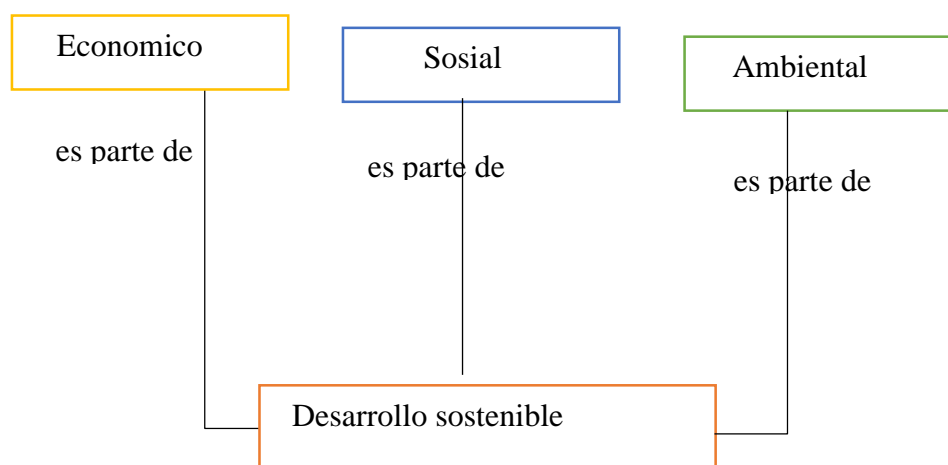 Economico
Sosial
Ambiental
es parte de
es parte de
es parte de
Desarrollo sostenible